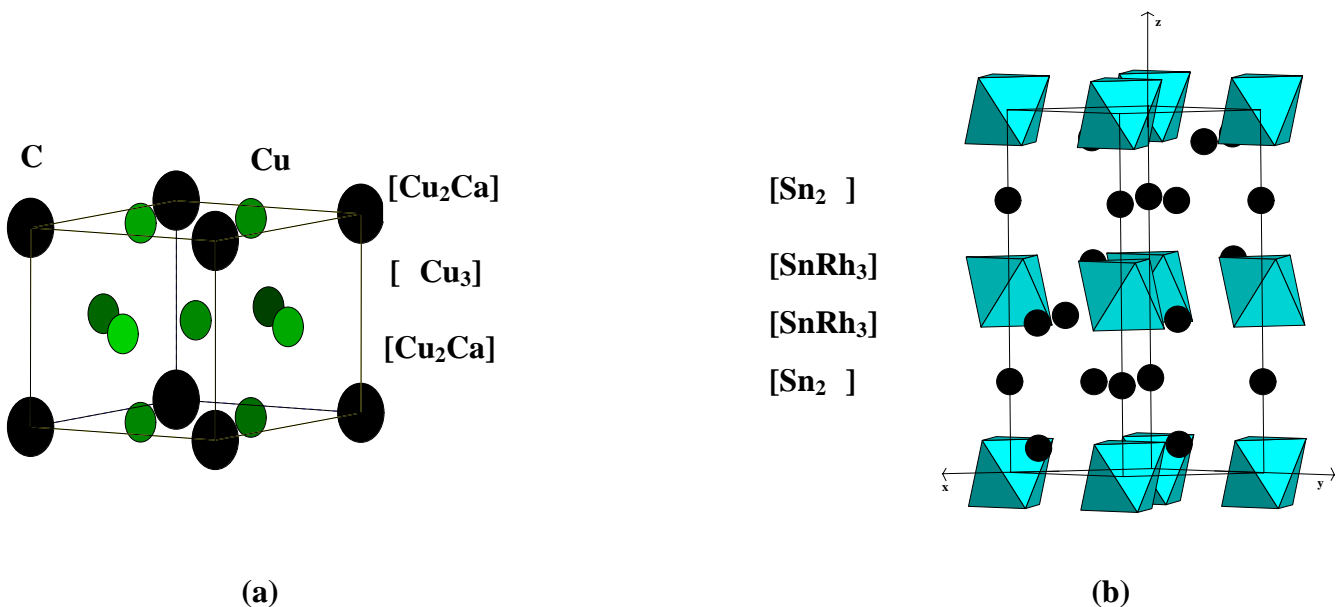 C
Cu
[Cu₂Ca]
[ Cu₃]
[Cu₂Ca]
(a)
z
[Sn₂ ]
[SnRh₃]
[SnRh₃]
[Sn₂ ]
x
y
(b)